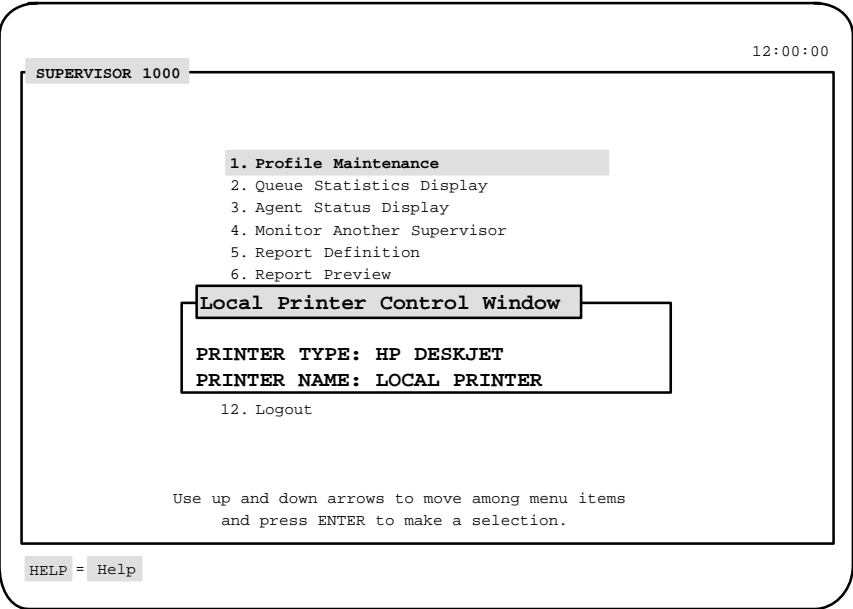 12:00:00
SUPERVISOR 1000
1. Profile Maintenance
2. Queue Statistics Display
3. Agent Status Display
4. Monitor Another Supervisor
5. Report Definition
6. Report Preview
Local Printer Control Window
PRINTER TYPE: HP DESKJET
PRINTER NAME: LOCAL PRINTER
12. Logout
Use up and down arrows to move among menu items
and press ENTER to make a selection.
HELP = Help